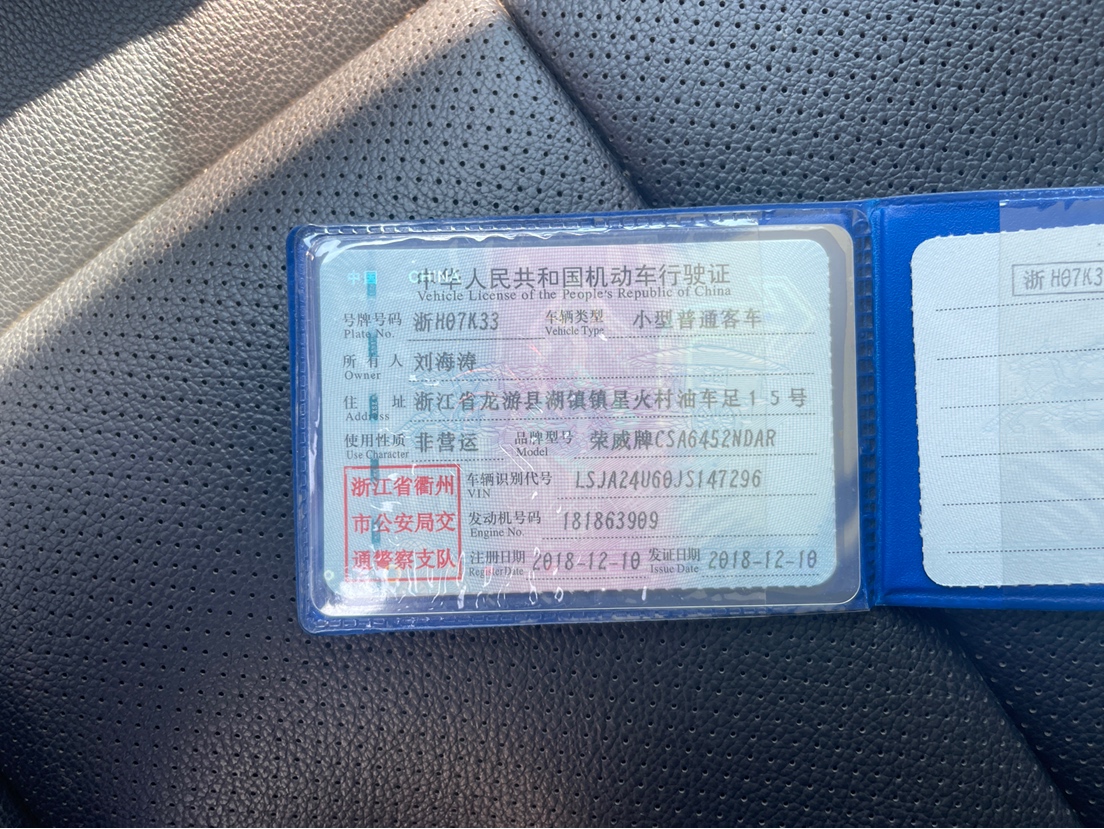 中国 CHINA
中华人民共和国机动车行驶证
Vehicle License of the People's Republic of China
号牌号码 浙H07K33 车辆类型 小型普通客车
Plate No. Vehicle Type
所有人 刘海涛
Owner
住址 浙江省龙游县湖镇镇星火村油车足15号
Address
使用性质 非营运 品牌型号 荣威牌CSA6452NDAR
Use Character Model
浙江省衢州
市公安局交
通警察支队
车辆识别代号 LSJA24U60JS147296
VIN
发动机号码 181863909
Engine No.
注册日期 2018-12-10 发证日期 2018-12-10
Register Date Issue Date
浙H07K3